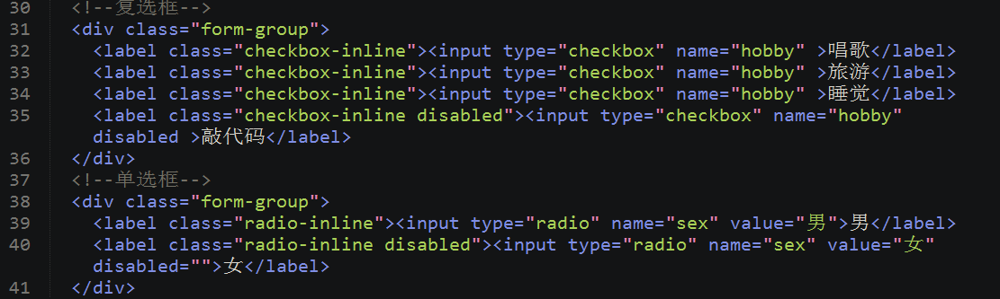 30 <!--复选框-->
31 <div class="form-group">
32 <label class="checkbox-inline"><input type="checkbox" name="hobby" >唱歌</label>
33 <label class="checkbox-inline"><input type="checkbox" name="hobby" >旅游</label>
34 <label class="checkbox-inline"><input type="checkbox" name="hobby" >睡觉</label>
35 <label class="checkbox-inline disabled"><input type="checkbox" name="hobby"
disabled >敲代码</label>
36 </div>
37 <!--单选框-->
38 <div class="form-group">
39 <label class="radio-inline"><input type="radio" name="sex" value="男">男</label>
40 <label class="radio-inline disabled"><input type="radio" name="sex" value="女"
disabled="">女</label>
41 </div>